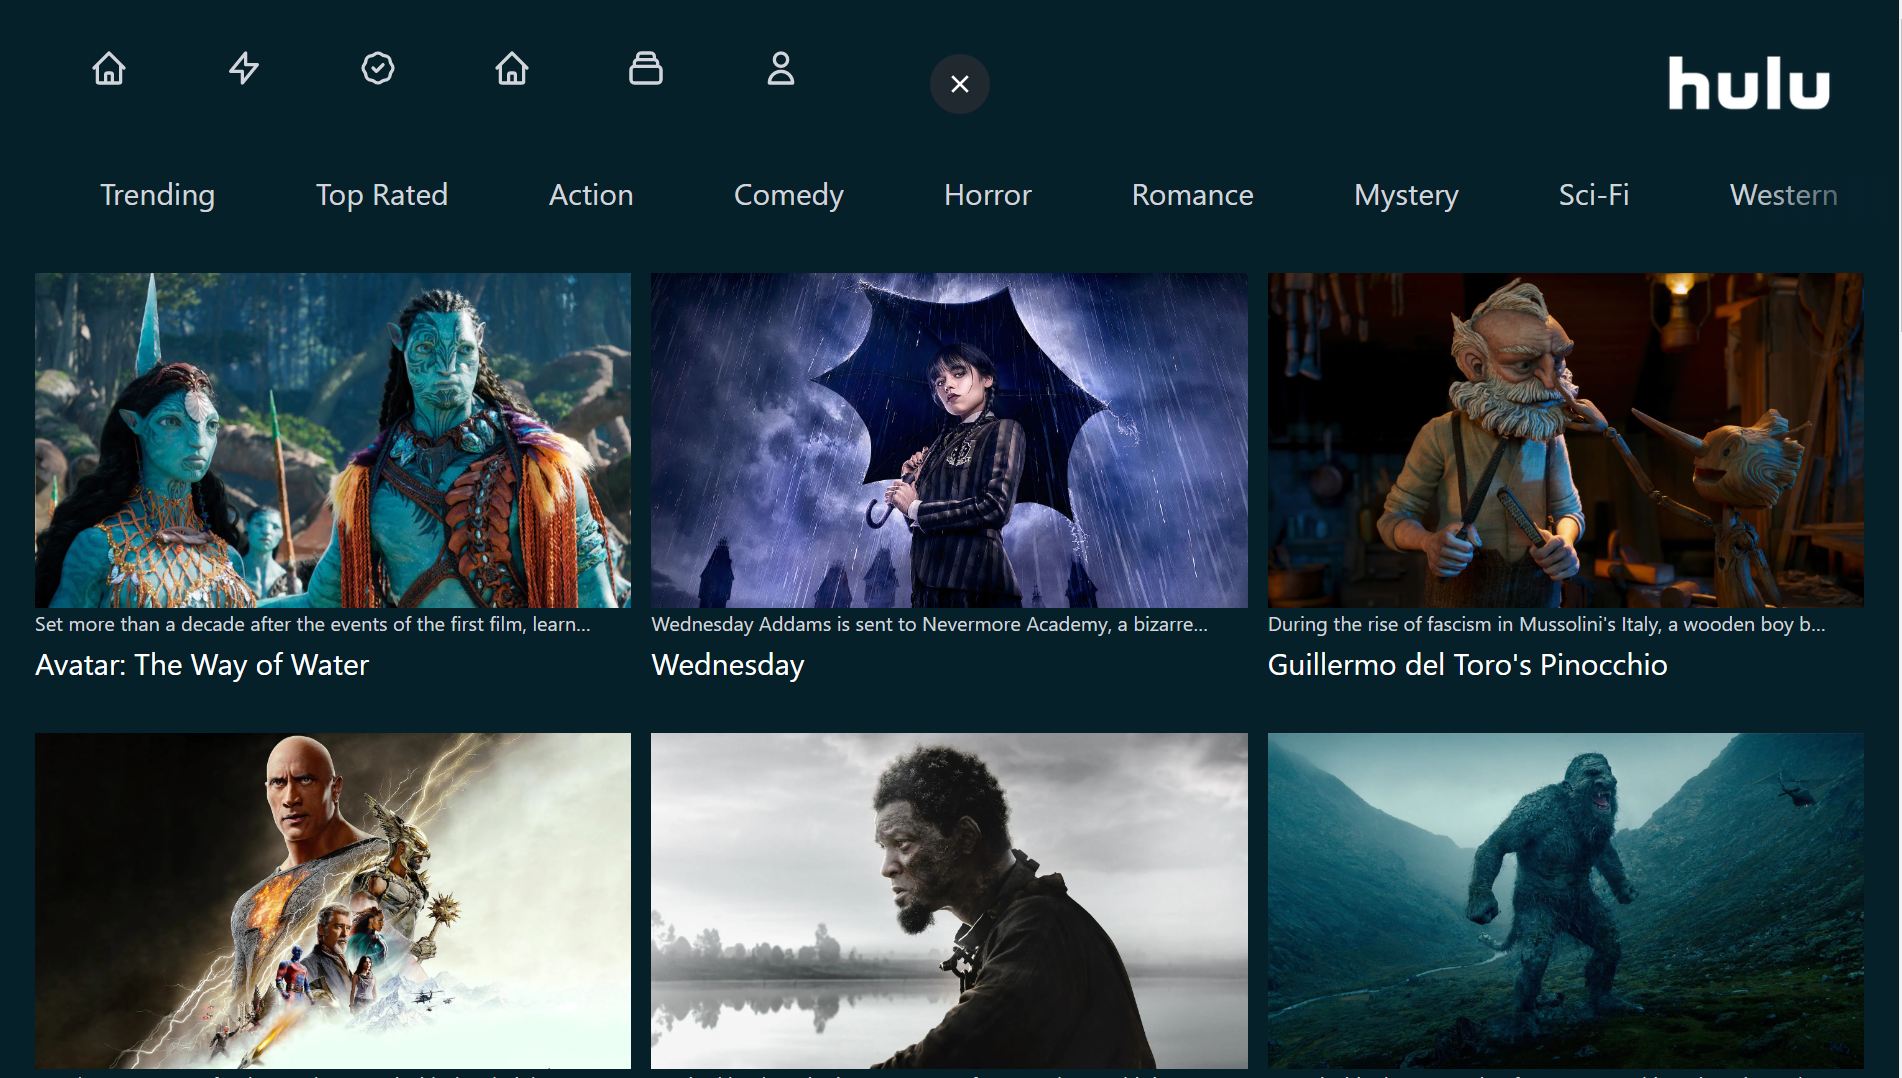 hulu
Trending
Top Rated
Action
Comedy
Horror
Romance
Mystery
Sci-Fi
Western
Set more than a decade after the events of the first film, learn...
Avatar: The Way of Water
Wednesday Addams is sent to Nevermore Academy, a bizarre...
Wednesday
During the rise of fascism in Mussolini's Italy, a wooden boy b...
Guillermo del Toro's Pinocchio